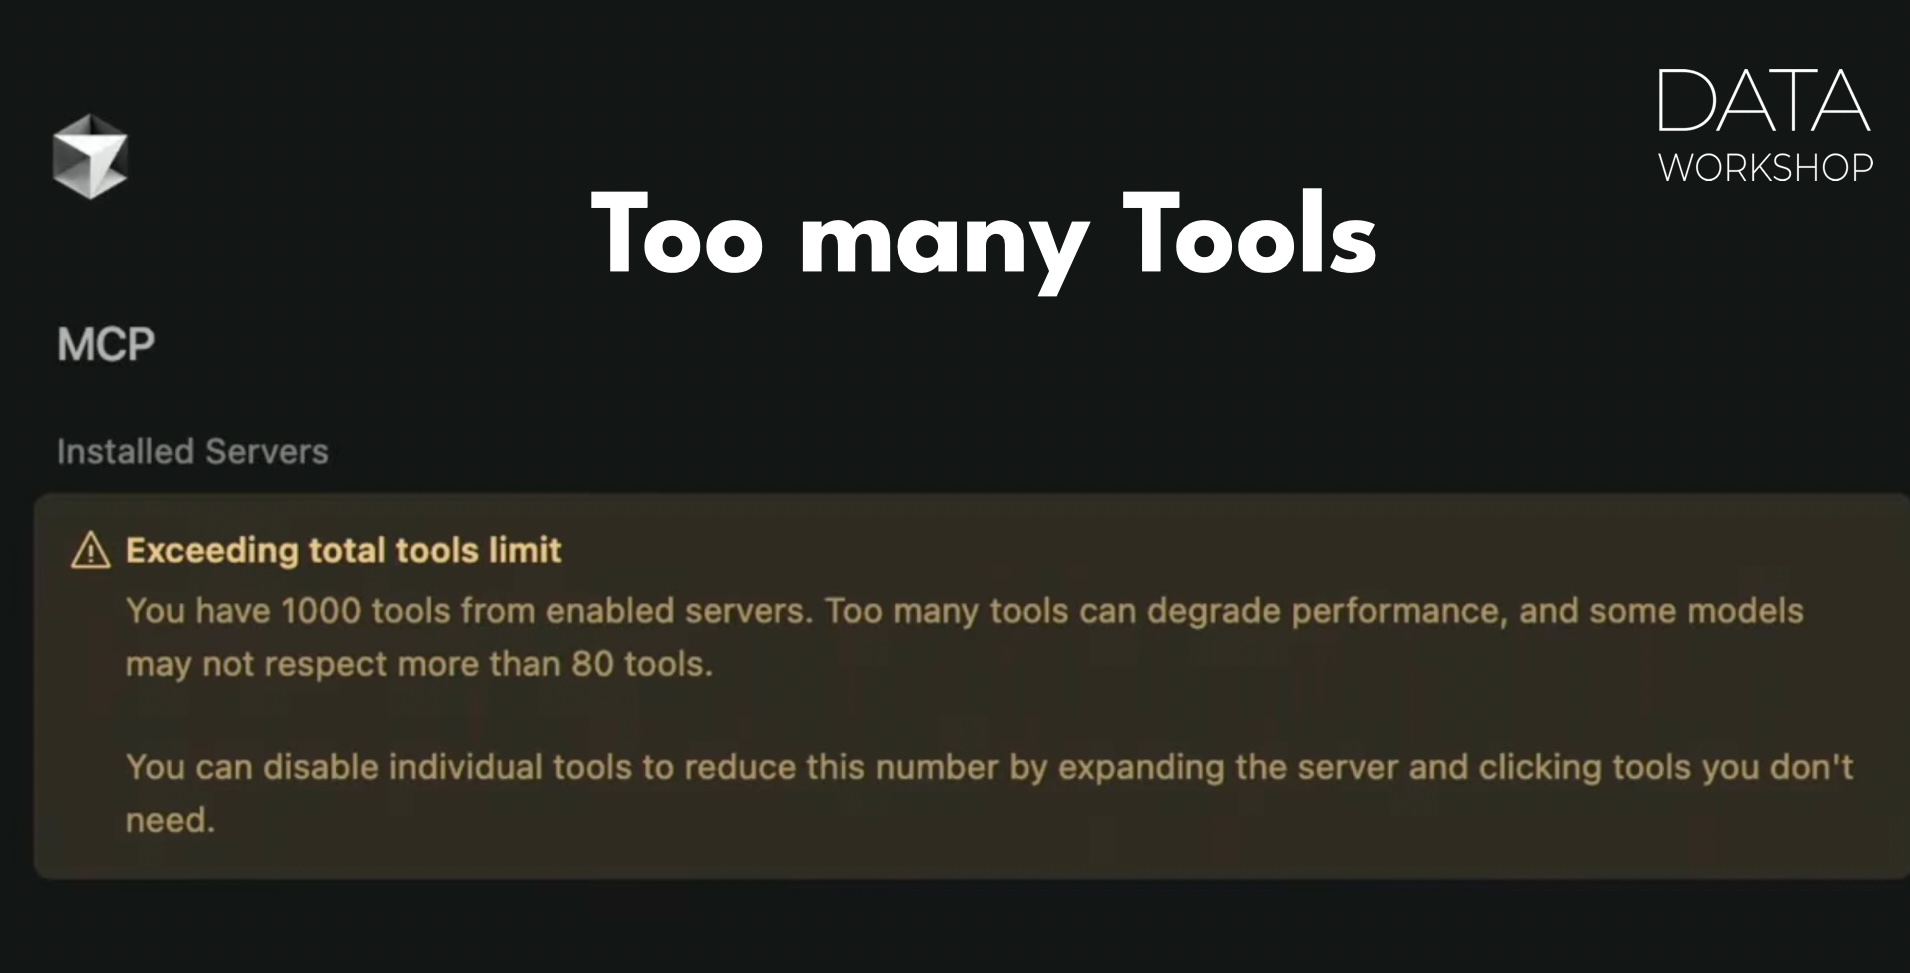 DATA
WORKSHOP
Too many Tools
MCP
Installed Servers
Exceeding total tools limit
You have 1000 tools from enabled servers. Too many tools can degrade performance, and some models
may not respect more than 80 tools.
You can disable individual tools to reduce this number by expanding the server and clicking tools you don't
need.